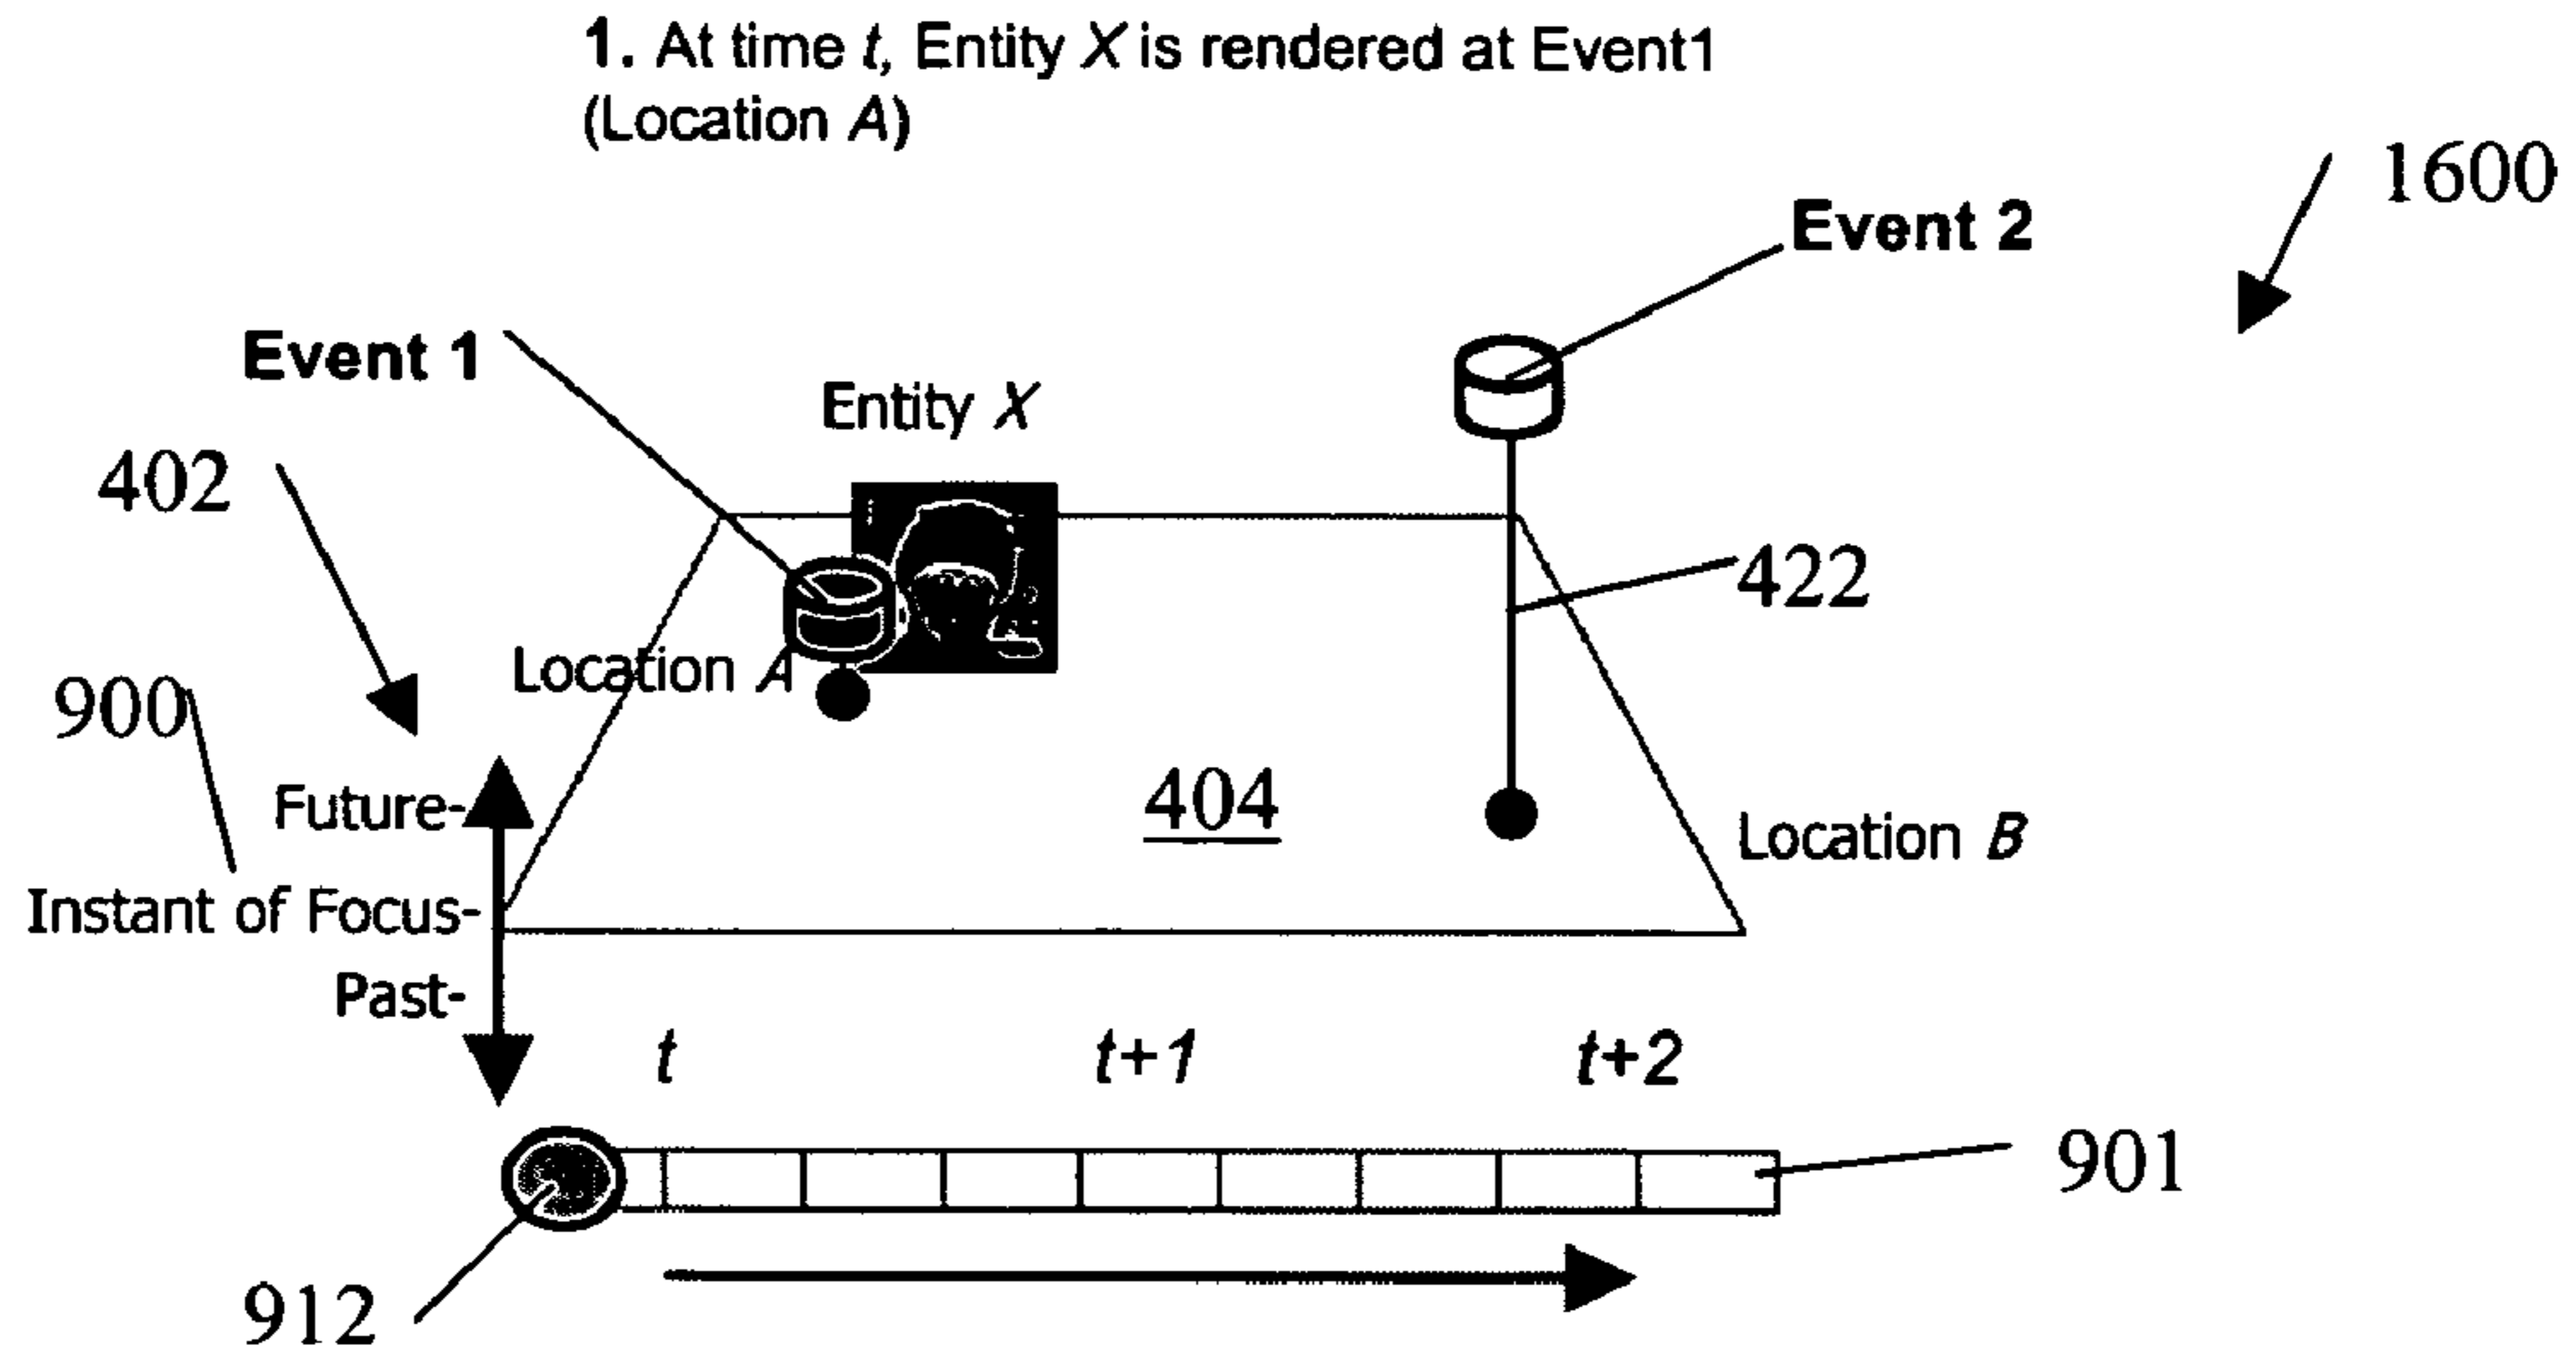 1. At time t, Entity X is rendered at Event1
(Location A)
1600
Event 2
Event 1
Entity X
402
422
Location A
900
Future-
404
Location B
Instant of Focus-
Past-
t
t+1
t+2
901
912